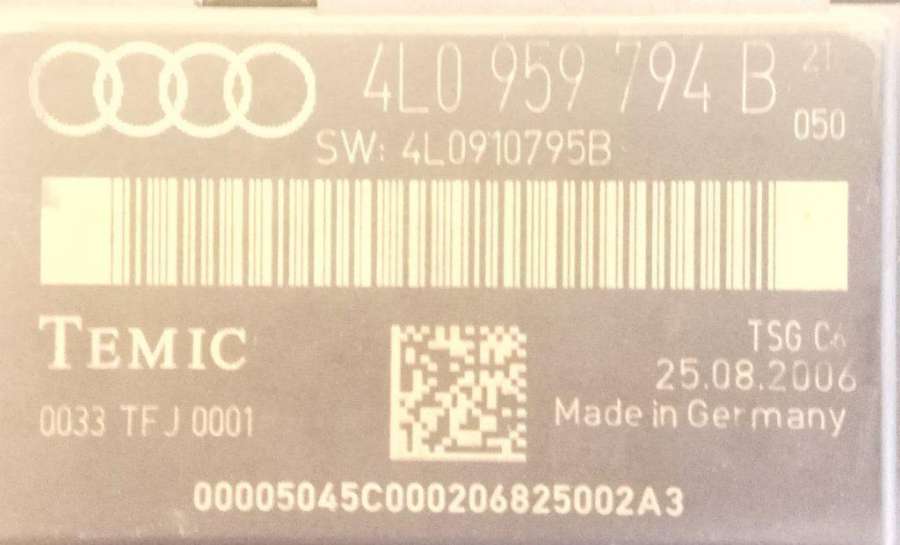 4L0 959 794 B 21
050
SW: 4L0910795B
TEMIC
TSG C6
25.08.2006
0033 TFJ 0001
Made in Germany
00005045C000206825002A3